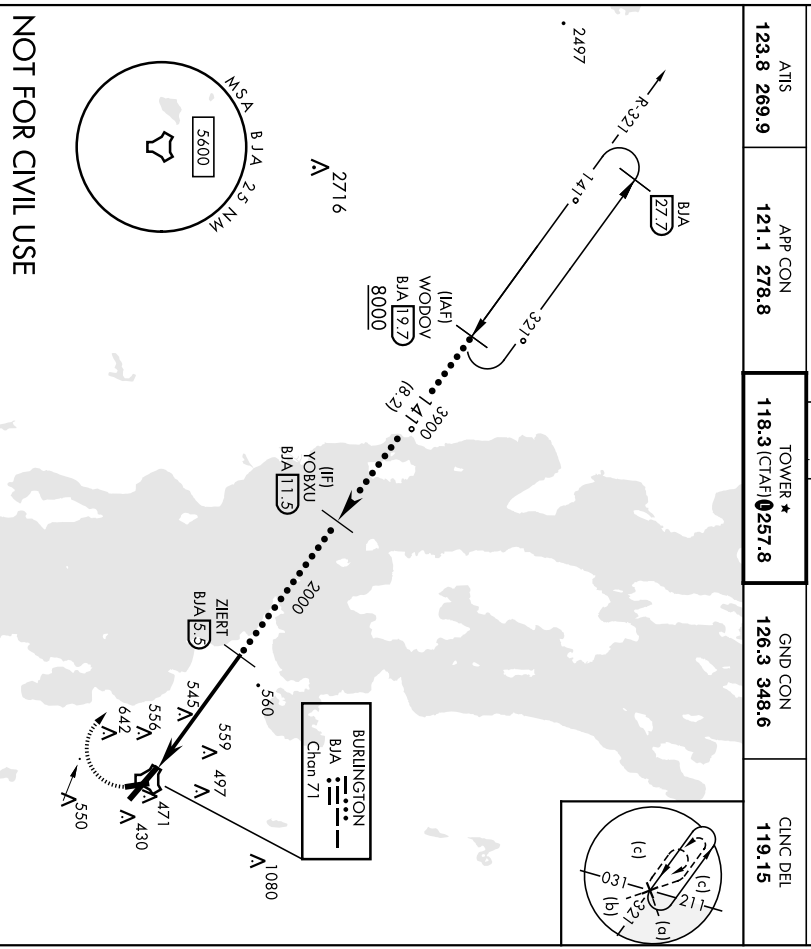 ATIS
123.8 269.9
APP CON
121.1 278.8
TOWER ★
118.3 (CTAF) Ⓛ 257.8
GND CON
126.3 348.6
CLNC DEL
119.15
2497
R-321
141°
BJA
27.7
321°
2716
MSA BJA 25 NM
5600
(IAF)
WODOV
BJA 19.7
8000
3900
141°
(8.2)
(IF)
YOBXU
BJA 11.5
2000
ZIERT
BJA 5.5
560
545
559
497
556
642
471
430
550
1080
BURLINGTON
BJA
Chan 71
(c)
(c)
031
211
(b)
321
(a)
NOT FOR CIVIL USE